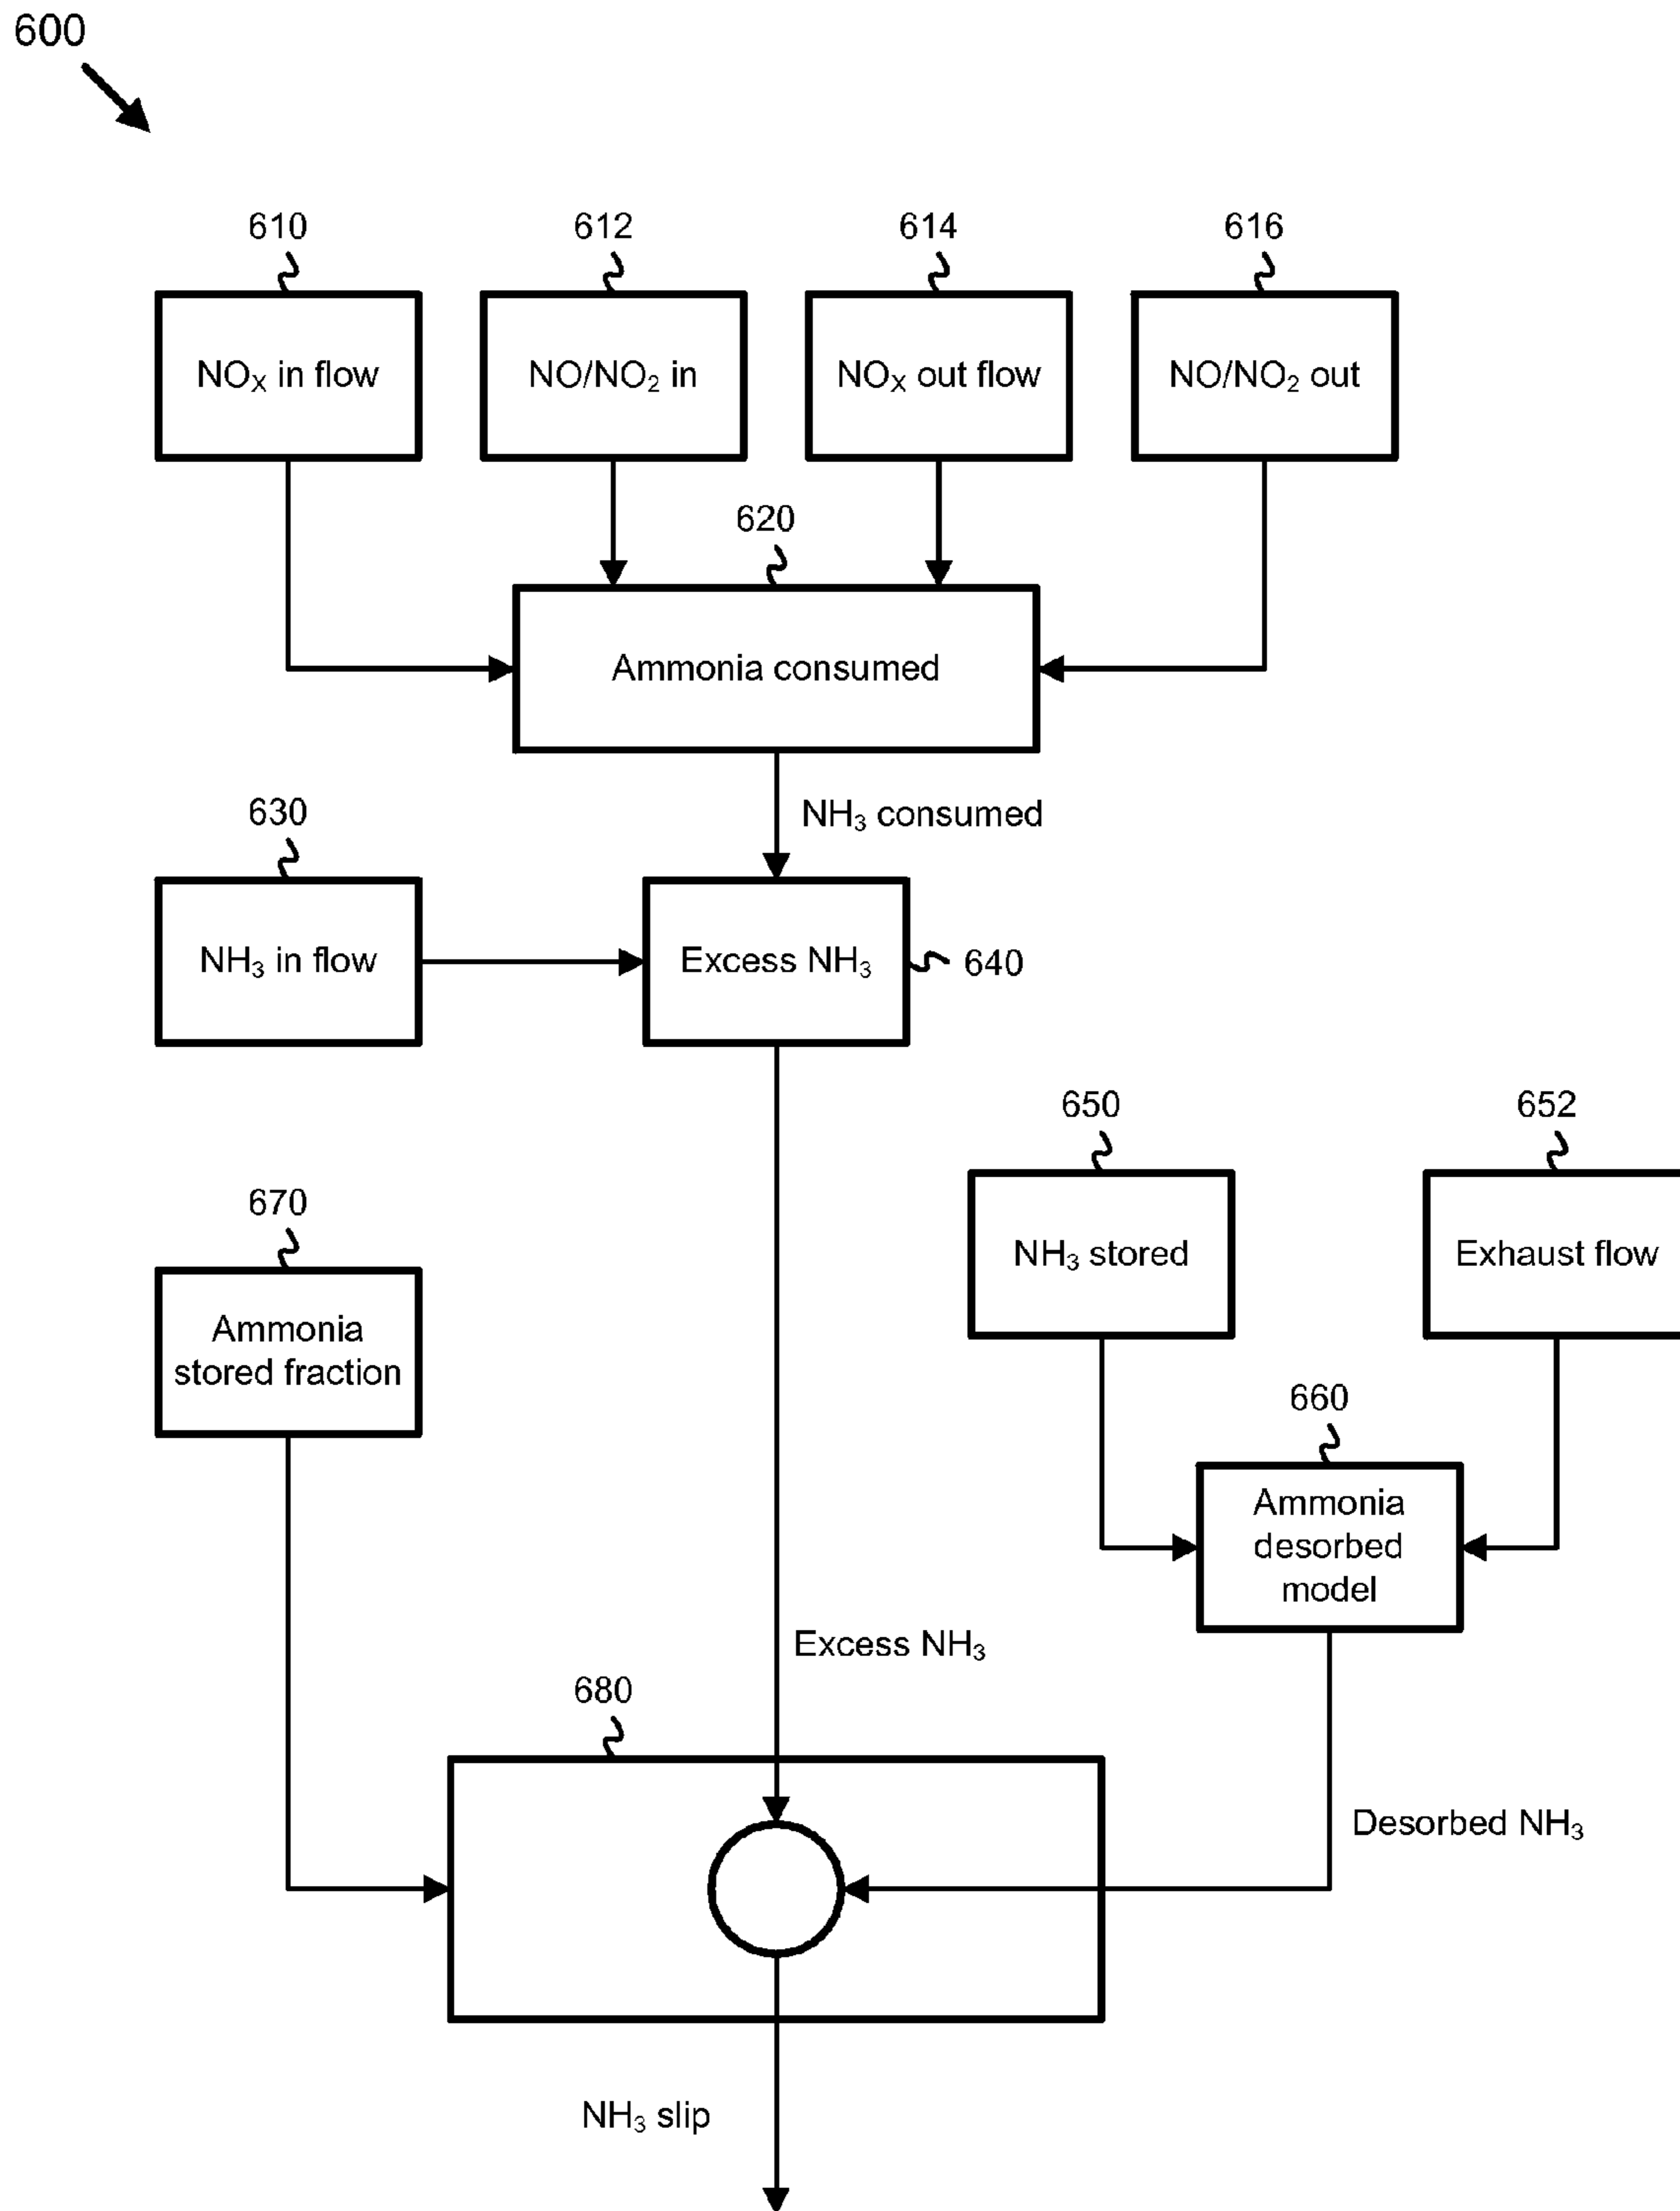 600
610
612
614
616
NOX in flow
NO/NO2 in
NOX out flow
NO/NO2 out
620
Ammonia consumed
NH3 consumed
630
NH3 in flow
Excess NH3
640
650
652
670
NH3 stored
Exhaust flow
Ammonia
stored fraction
660
Ammonia
desorbed
model
Excess NH3
680
Desorbed NH3
NH3 slip